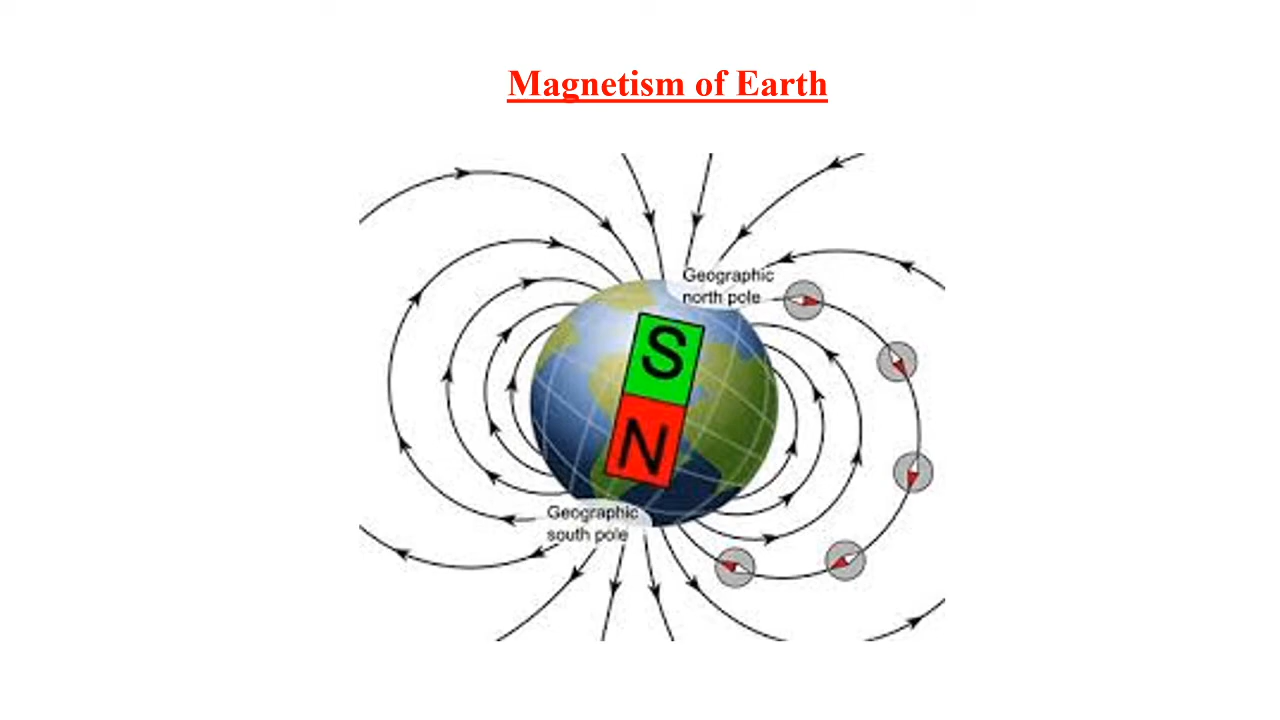 Magnetism of Earth
Geographic
north pole
S
N
Geographic
south pole